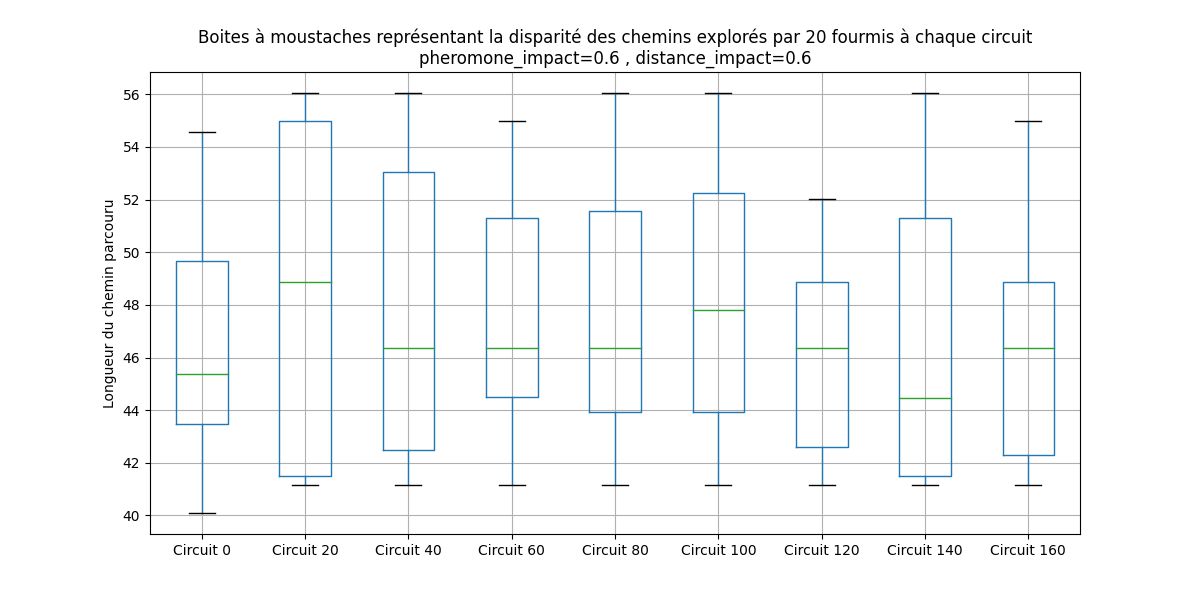 Boites à moustaches représentant la disparité des chemins explorés par 20 fourmis à chaque circuit
pheromone_impact=0.6 , distance_impact=0.6
Longueur du chemin parcouru
56
54
52
50
48
46
44
42
40
Circuit 0 Circuit 20 Circuit 40 Circuit 60 Circuit 80 Circuit 100 Circuit 120 Circuit 140 Circuit 160